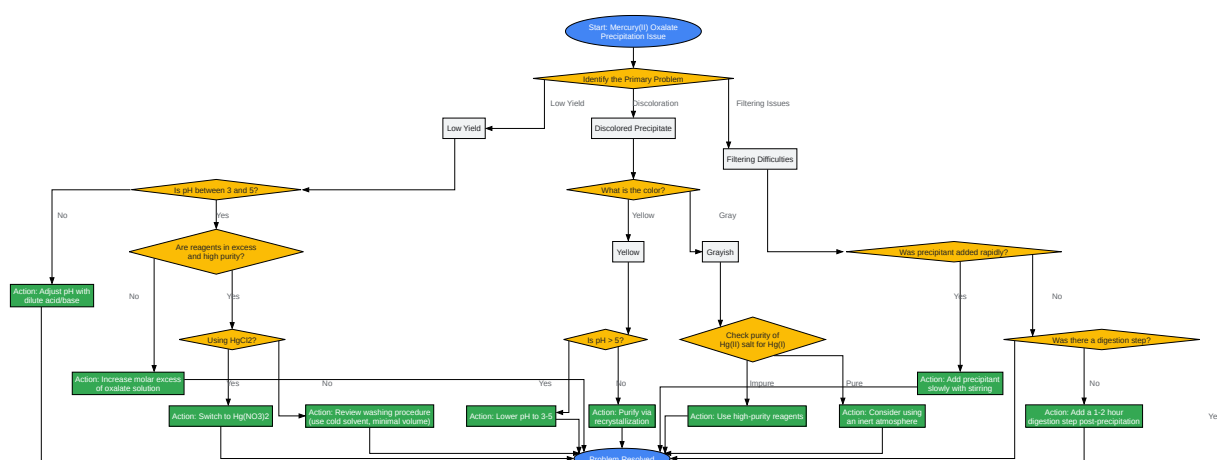 Start: Mercury(II) Oxalate
Precipitation Issue
Identify the Primary Problem
Low Yield
Discoloration
Filtering Issues
Low Yield
Discolored Precipitate
Filtering Difficulties
Is pH between 3 and 5?
What is the color?
No
Yes
Yellow
Gray
Are reagents in excess
and high purity?
Yellow
Grayish
Was precipitant added rapidly?
Action: Adjust pH with
dilute acid/base
No
Yes
Yes
No
Using HgCl2?
Is pH > 5?
Check purity of
Hg(II) salt for Hg(I)
Was there a digestion step?
Action: Increase molar excess
of oxalate solution
Yes
No
Yes
No
Impure
Pure
Action: Add precipitant
slowly with stirring
No
Action: Switch to Hg(NO3)2
Action: Review washing procedure
(use cold solvent, minimal volume)
Action: Lower pH to 3-5
Action: Purify via
recrystallization
Action: Use high-purity reagents
Action: Consider using
an inert atmosphere
Action: Add a 1-2 hour
digestion step post-precipitation
Problem Resolved